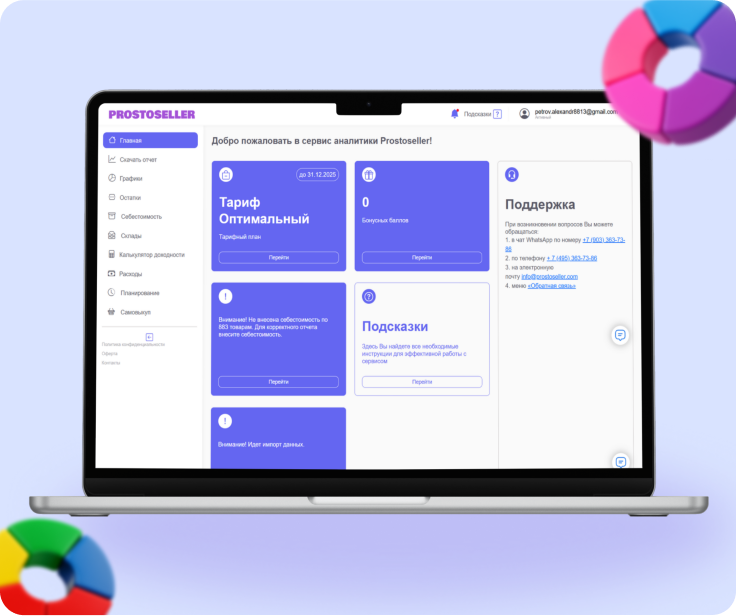 PROSTOSELLER
Подсказки ?
petrov.alexandr8813@gmail.com
Активный
Главная
Скачать отчет
Графики
Остатки
Себестоимость
Склады
Калькулятор доходности
Расходы
Планирование
Самовыкуп
Политика конфиденциальности
Оферта
Контакты
Добро пожаловать в сервис аналитики Prostoseller!
до 31.12.2025
Тариф
Оптимальный
Тарифный план
Перейти
0
Бонусных баллов
Перейти
Поддержка
При возникновении вопросов Вы можете
обращаться:
1. в чат WhatsApp по номеру +7 (903) 363-73-
86
2. по телефону + 7 (495) 363-73-86
3. на электронную
почту info@prostoseller.com
4. меню «Обратная связь»
!
Внимание! Не внесена себестоимость по
883 товарам. Для корректного отчета
внесите себестоимость.
Перейти
?
Подсказки
Здесь Вы найдете все необходимые
инструкции для эффективной работы с
сервисом
Перейти
!
Внимание! Идет импорт данных.